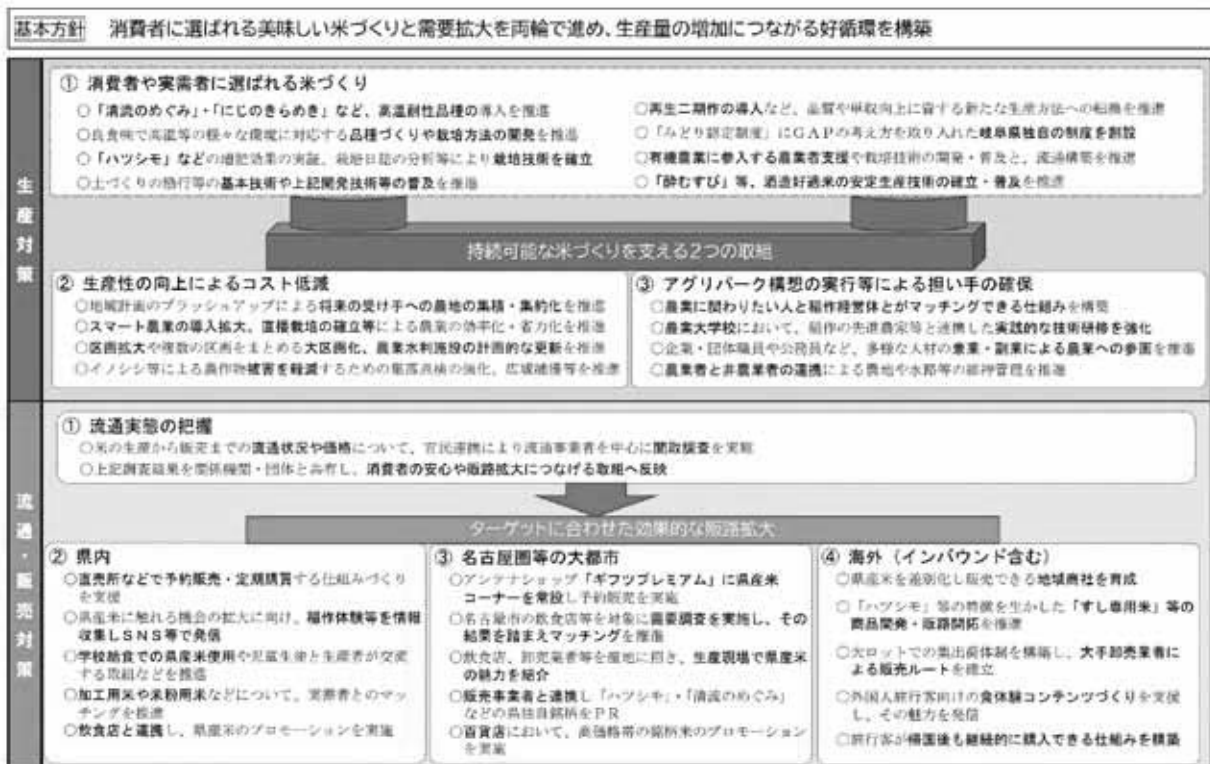 基本方針 消費者に選ばれる美味しい米づくりと需要拡大を両輪で進め、生産量の増加につながる好循環を構築
生産対策
① 消費者や実需者に選ばれる米づくり
○「清流のめぐみ」・「にじのきらめき」など、高温耐性品種の導入を推進
○良食味で高温等の様々な環境に対応する品種づくりや栽培方法の開発を推進
○「ハツシモ」などの増肥効果の実証、栽培日誌の分析等により栽培技術を確立
○土づくりの励行等の基本技術や上記開発技術等の普及を推進
○再生二期作の導入など、品質や単収向上に資する新たな生産方法への転換を推進
○「みどり認定制度」にGAPの考え方を取り入れた岐阜県独自の制度を創設
○有機農業に参入する農業者支援や栽培技術の開発・普及と、流通構築を推進
○「酔むすび」等、酒造好適米の安定生産技術の確立・普及を推進
持続可能な米づくりを支える2つの取組
② 生産性の向上によるコスト低減
○地域計画のブラッシュアップによる将来の受け手への農地の集積・集約化を推進
○スマート農業の導入拡大、直播栽培の確立等による農業の効率化・省力化を推進
○区画拡大や複数の区画をまとめる大区画化、農業水利施設の計画的な更新を推進
○イノシシ等による農作物被害を軽減するための集落点検の強化、広域捕獲等を推進
③ アグリパーク構想の実行等による担い手の確保
○農業に関わりたい人と稲作経営体とがマッチングできる仕組みを構築
○農業大学校において、稲作の先進農家等と連携した実践的な技術研修を強化
○企業・団体職員や公務員など、多様な人材の兼業・副業による農業への参画を推進
○農業者と非農業者の連携による農地や水路等の維持管理を推進
流通・販売対策
① 流通実態の把握
○米の生産から販売までの流通状況や価格について、官民連携により流通事業者を中心に聞取調査を実施
○上記調査結果を関係機関・団体と共有し、消費者の安心や販路拡大につなげる取組へ反映
ターゲットに合わせた効果的な販路拡大
② 県内
○直売所などで予約販売・定期購買する仕組みづくり
を支援
○県産米に触れる機会の拡大に向け、稲作体験等を情報
収集しSNS等で発信
○学校給食での県産米使用や児童生徒と生産者が交流
する取組などを推進
○加工用米や米粉用米などについて、実需者とのマッ
チングを推進
○飲食店と連携し、県産米のプロモーションを実施
③ 名古屋圏等の大都市
○アンテナショップ「ギフツプレミアム」に県産米
コーナーを常設し予約販売を実施
○名古屋市の飲食店等を対象に需要調査を実施し、その
結果を踏まえマッチングを推進
○飲食店、卸売業者等を産地に招き、生産現場で県産米
の魅力を紹介
○販売事業者と連携し「ハツシモ」・「清流のめぐみ」
などの県独自銘柄をPR
○百貨店において、高価格帯の銘柄米のプロモーション
を実施
④ 海外（インバウンド含む）
○県産米を差別化し販売できる地域商社を育成
○「ハツシモ」等の特徴を生かした「すし専用米」等の
商品開発・販路開拓を推進
○大ロットでの集出荷体制を構築し、大手卸売業者に
よる販売ルートを確立
○外国人旅行客向けの食体験コンテンツづくりを支援
し、その魅力を発信
○旅行客が帰国後も継続的に購入できる仕組みを構築